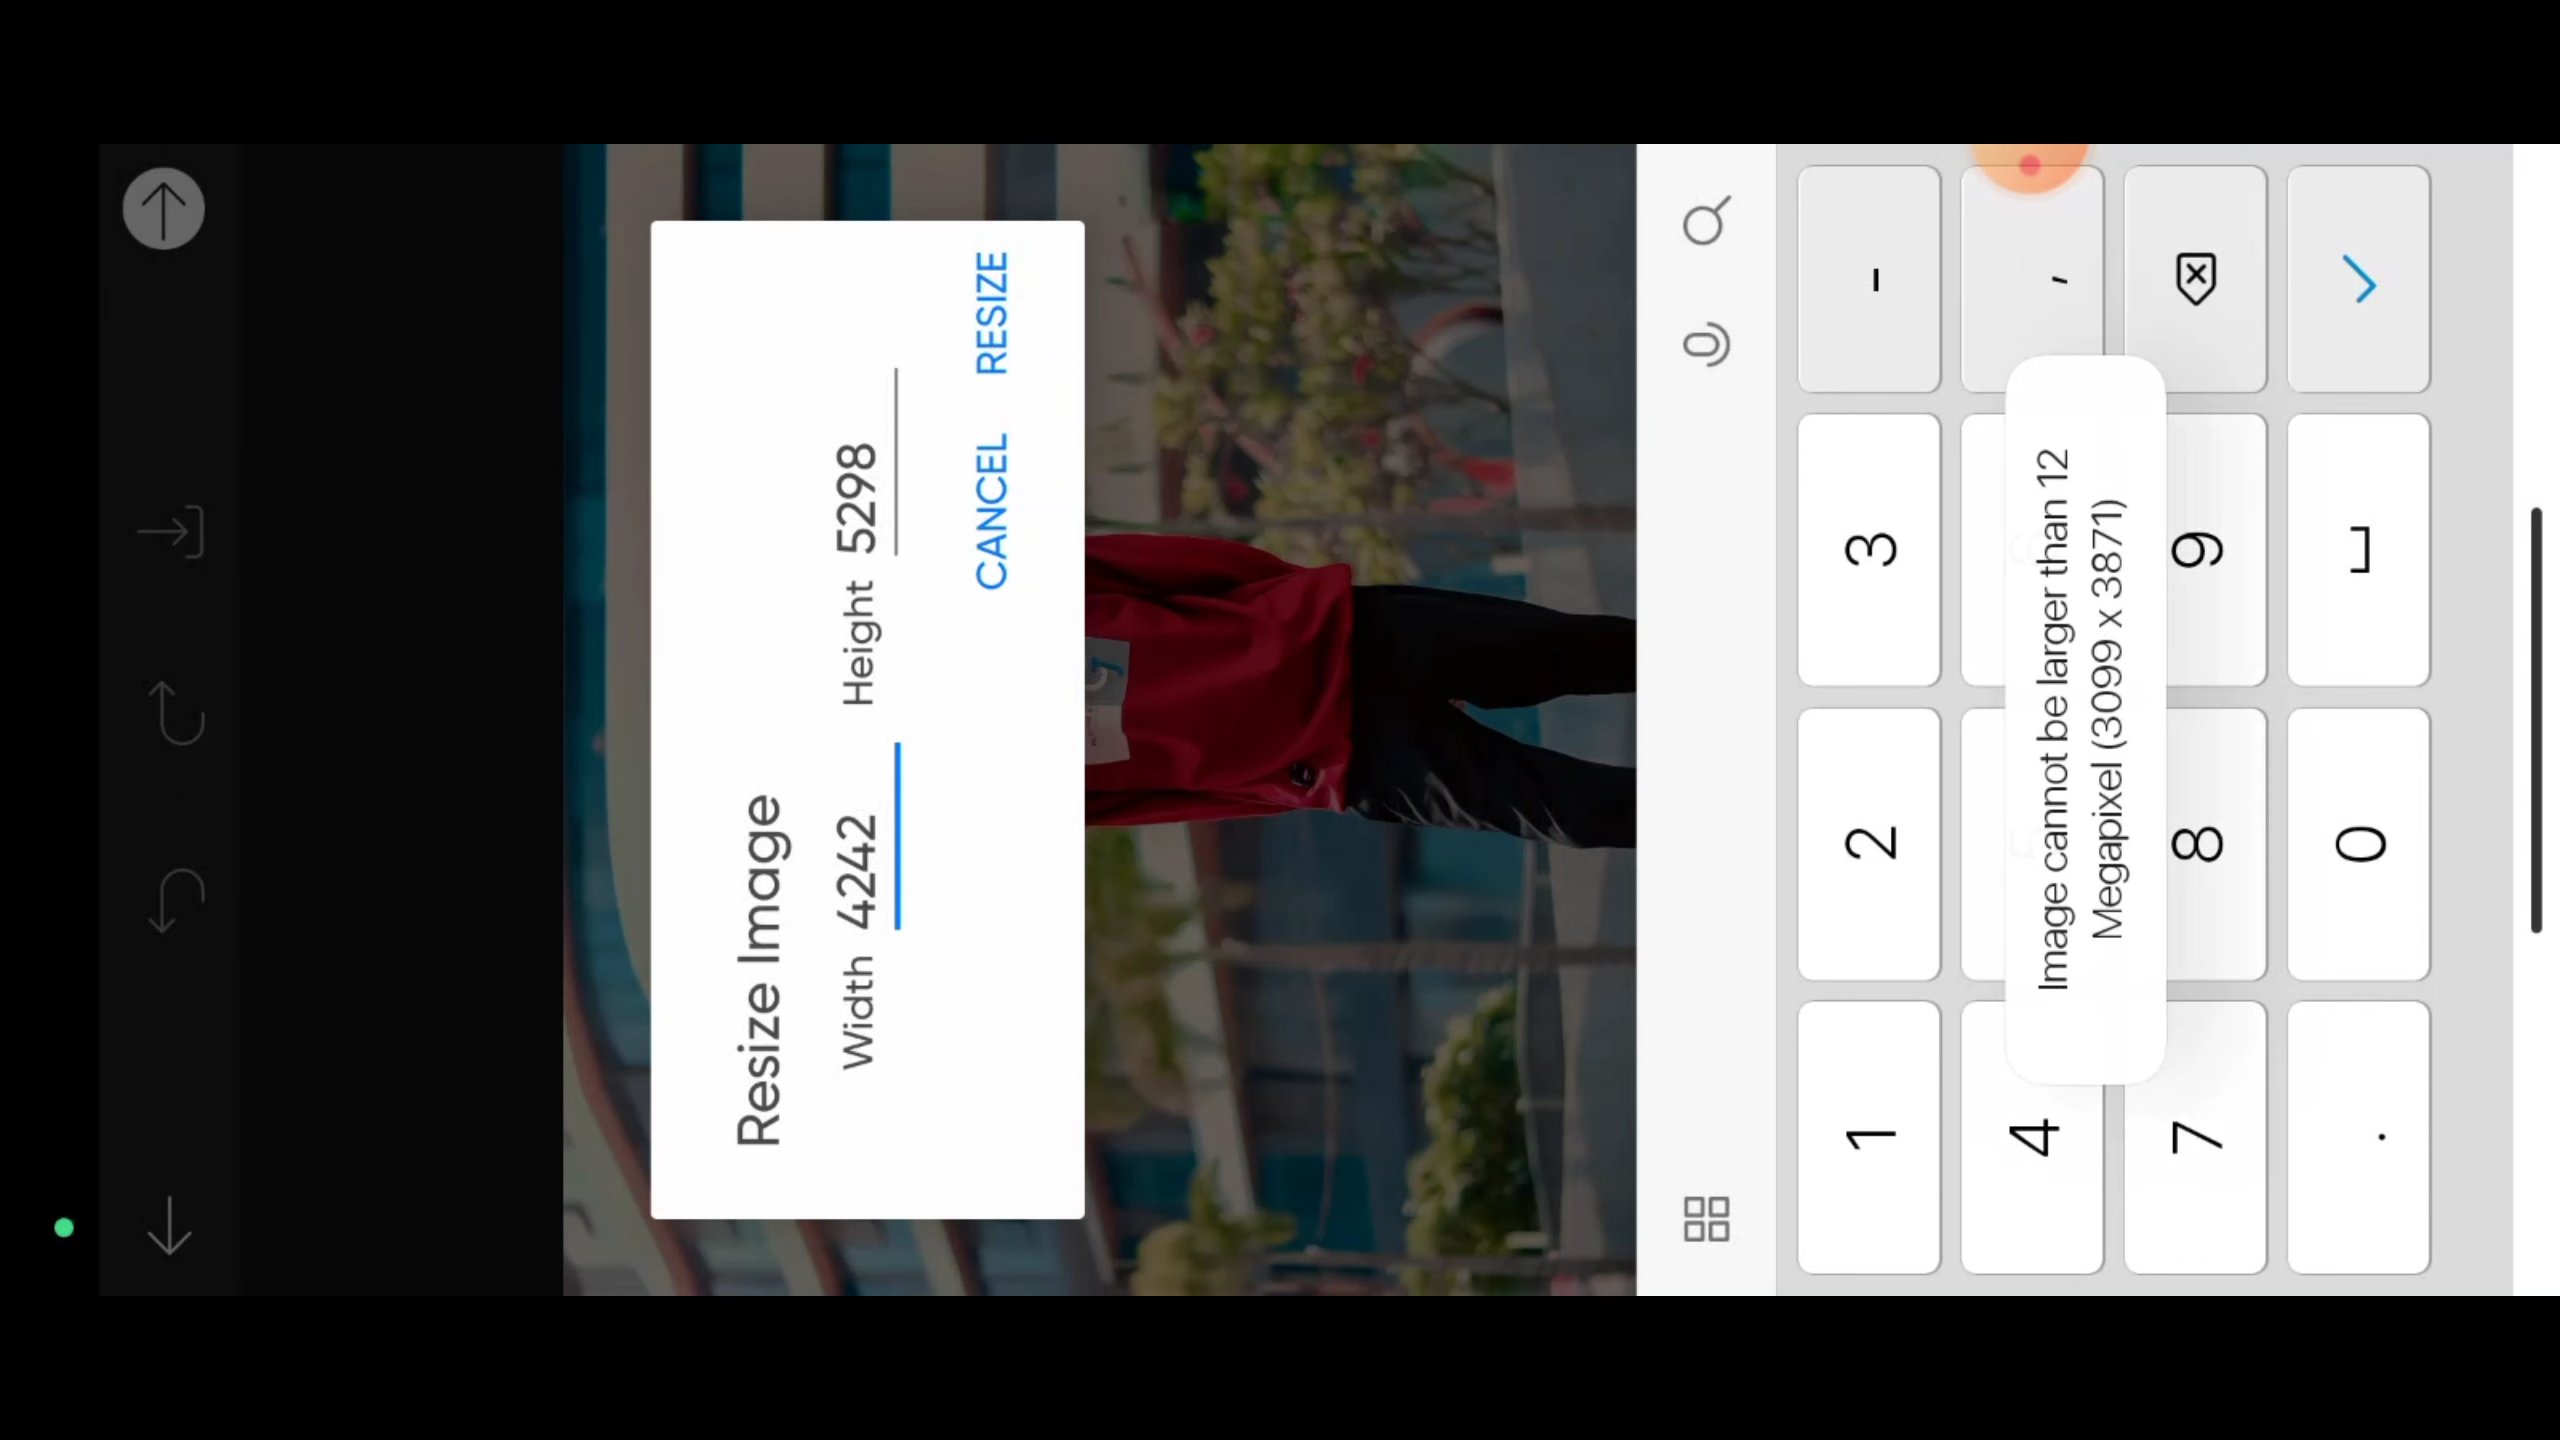 Resize Image
Width 4242 Height 5298
CANCEL RESIZE
1 2 3 -
4
Image cannot be larger than 12
Megapixel (3099 x 3871)
,
7 8 9
. 0